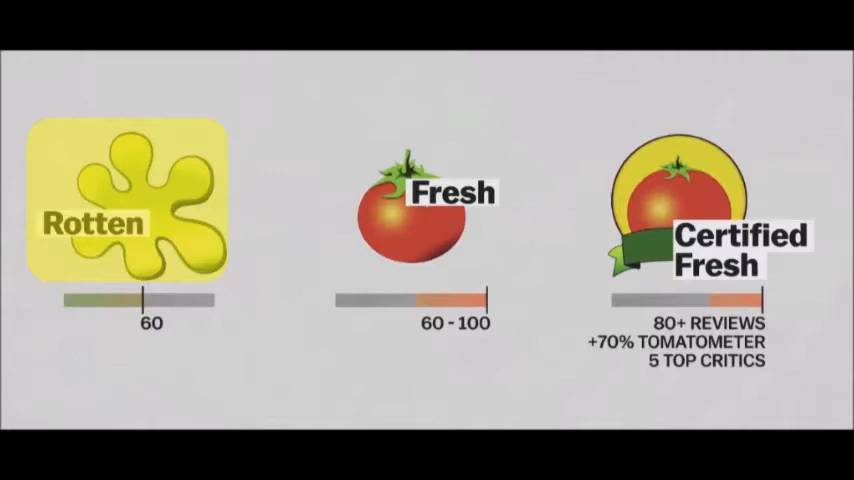 Rotten
60
Fresh
60 - 100
Certified
Fresh
80+ REVIEWS
+70% TOMATOMETER
5 TOP CRITICS